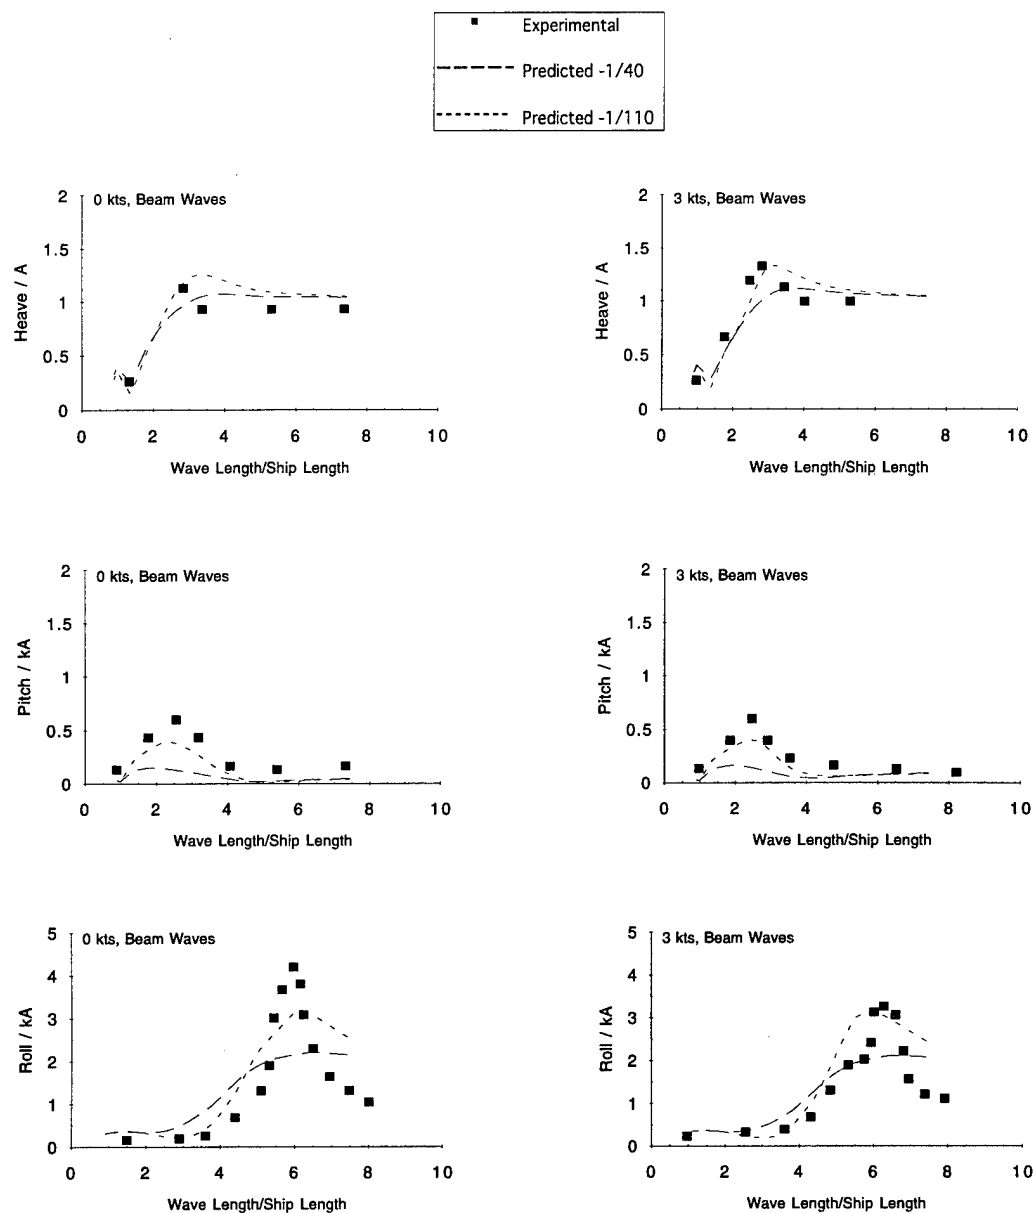 Experimental
Predicted -1/40
Predicted -1/110
0 kts, Beam Waves
2
1.5
1
0.5
0
Heave / A
0 2 4 6 8 10
Wave Length/Ship Length
3 kts, Beam Waves
2
1.5
1
0.5
0
Heave / A
0 2 4 6 8 10
Wave Length/Ship Length
0 kts, Beam Waves
2
1.5
1
0.5
0
Pitch / kA
0 2 4 6 8 10
Wave Length/Ship Length
3 kts, Beam Waves
2
1.5
1
0.5
0
Pitch / kA
0 2 4 6 8 10
Wave Length/Ship Length
0 kts, Beam Waves
5
4
3
2
1
0
Roll / kA
0 2 4 6 8 10
Wave Length/Ship Length
3 kts, Beam Waves
5
4
3
2
1
0
Roll / kA
0 2 4 6 8 10
Wave Length/Ship Length